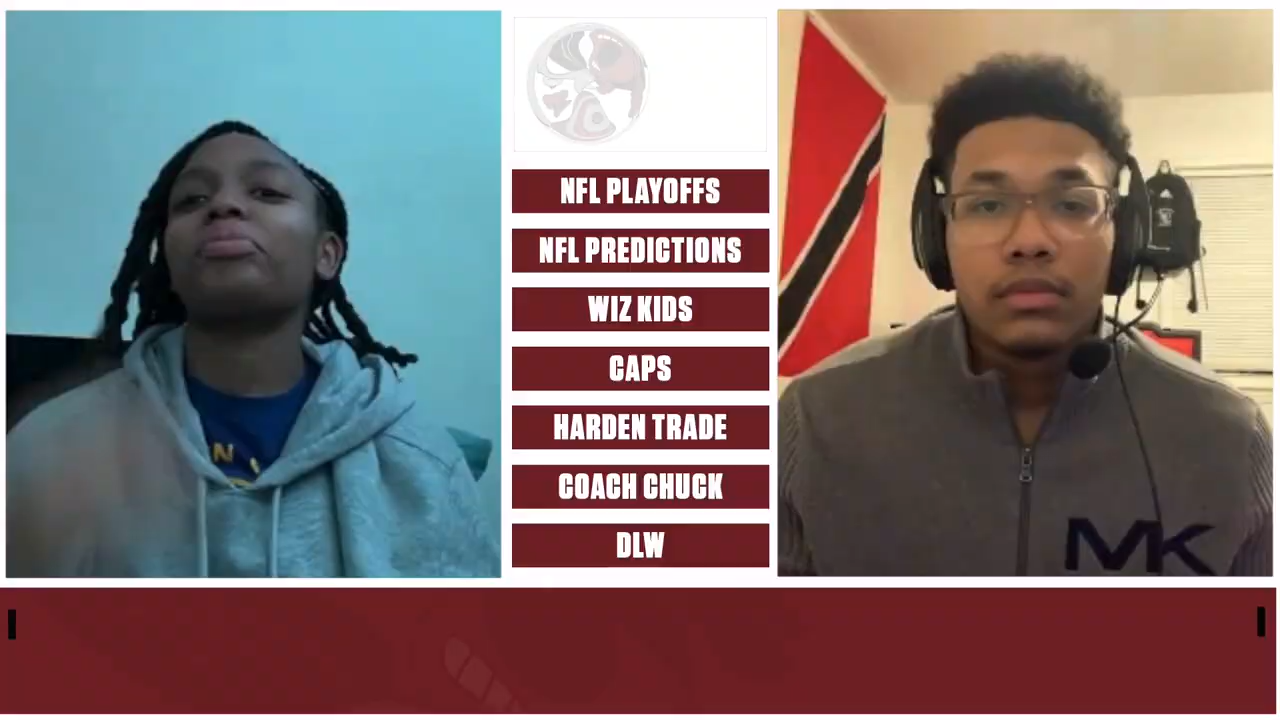 NFL PLAYOFFS
NFL PREDICTIONS
WIZ KIDS
CAPS
HARDEN TRADE
COACH CHUCK
DLW
MK